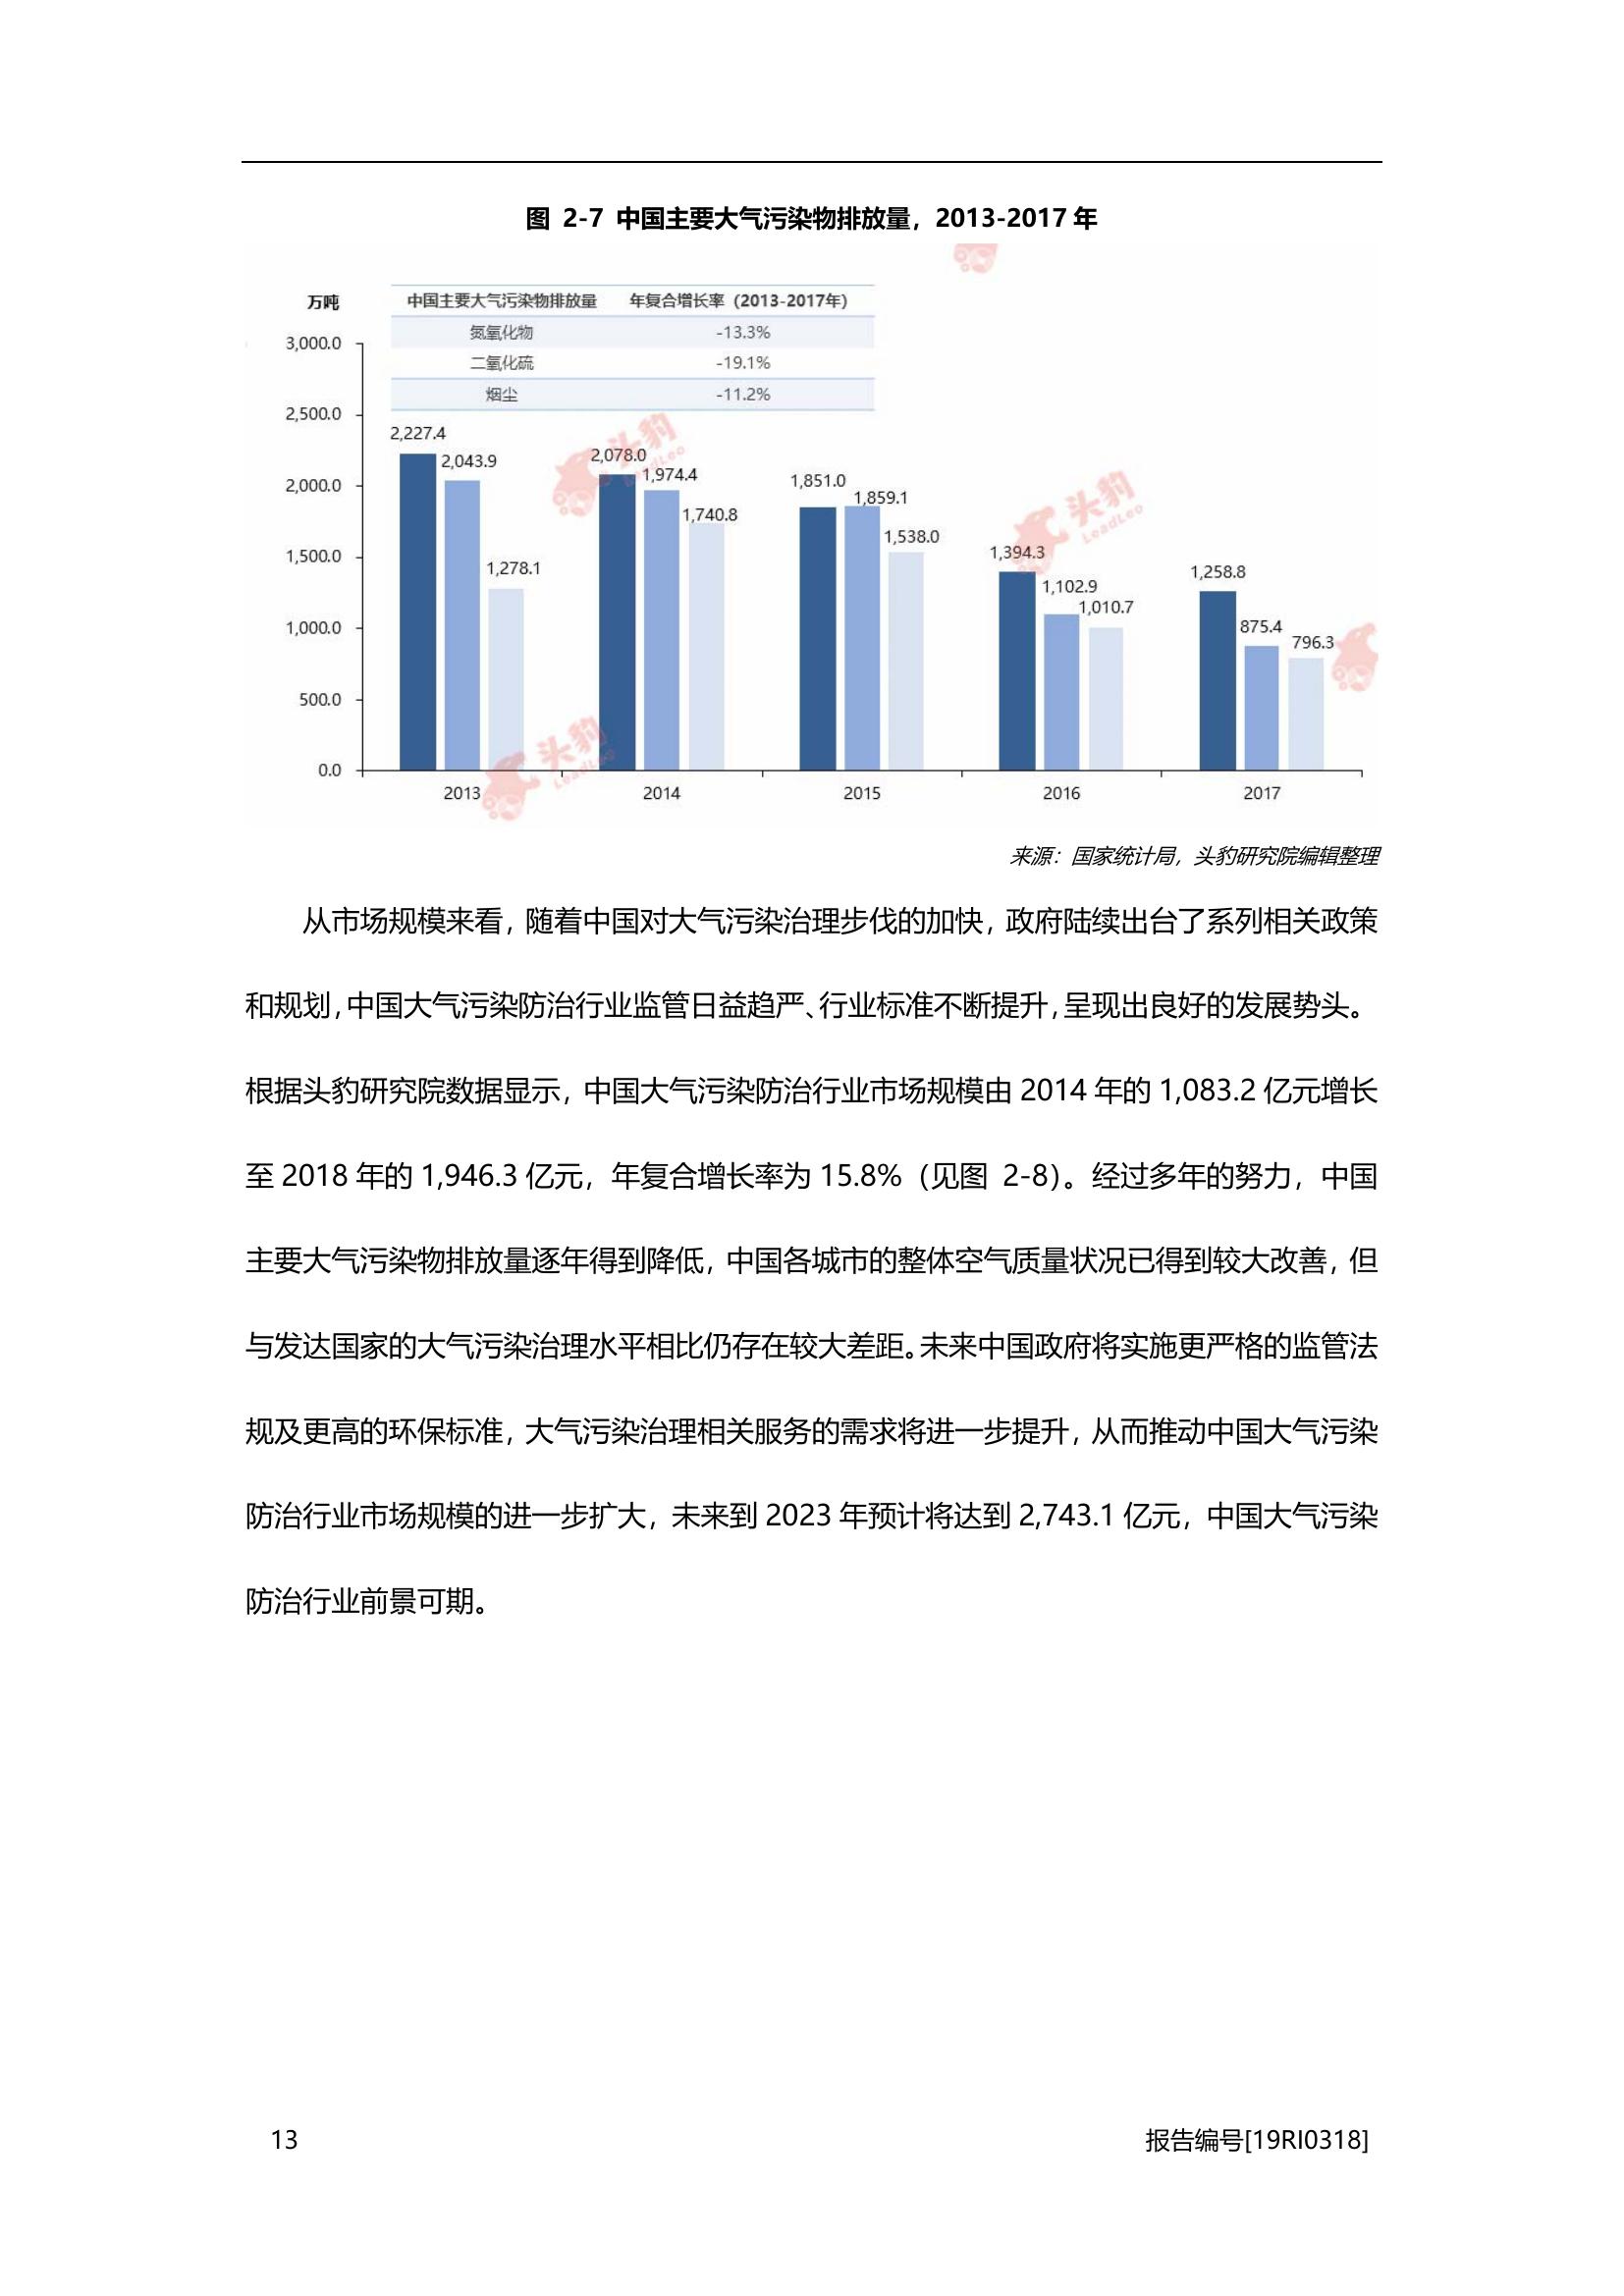 图 2-7 中国主要大气污染物排放量，2013-2017 年
万吨
中国主要大气污染物排放量 年复合增长率（2013-2017年）
氮氧化物 -13.3%
二氧化硫 -19.1%
烟尘 -11.2%
3,000.0
2,500.0
2,000.0
1,500.0
1,000.0
500.0
0.0
2,227.4
2,043.9
1,278.1
2,078.0
1,974.4
1,740.8
1,851.0
1,859.1
1,538.0
1,394.3
1,102.9
1,010.7
1,258.8
875.4
796.3
2013 2014 2015 2016 2017
头豹
LeadLeo
头豹
LeadLeo
头豹
LeadLeo
来源：国家统计局，头豹研究院编辑整理
从市场规模来看，随着中国对大气污染治理步伐的加快，政府陆续出台了系列相关政策
和规划，中国大气污染防治行业监管日益趋严、行业标准不断提升，呈现出良好的发展势头。
根据头豹研究院数据显示，中国大气污染防治行业市场规模由 2014 年的 1,083.2 亿元增长
至 2018 年的 1,946.3 亿元，年复合增长率为 15.8%（见图 2-8）。经过多年的努力，中国
主要大气污染物排放量逐年得到降低，中国各城市的整体空气质量状况已得到较大改善，但
与发达国家的大气污染治理水平相比仍存在较大差距。未来中国政府将实施更严格的监管法
规及更高的环保标准，大气污染治理相关服务的需求将进一步提升，从而推动中国大气污染
防治行业市场规模的进一步扩大，未来到 2023 年预计将达到 2,743.1 亿元，中国大气污染
防治行业前景可期。
13 报告编号[19RI0318]